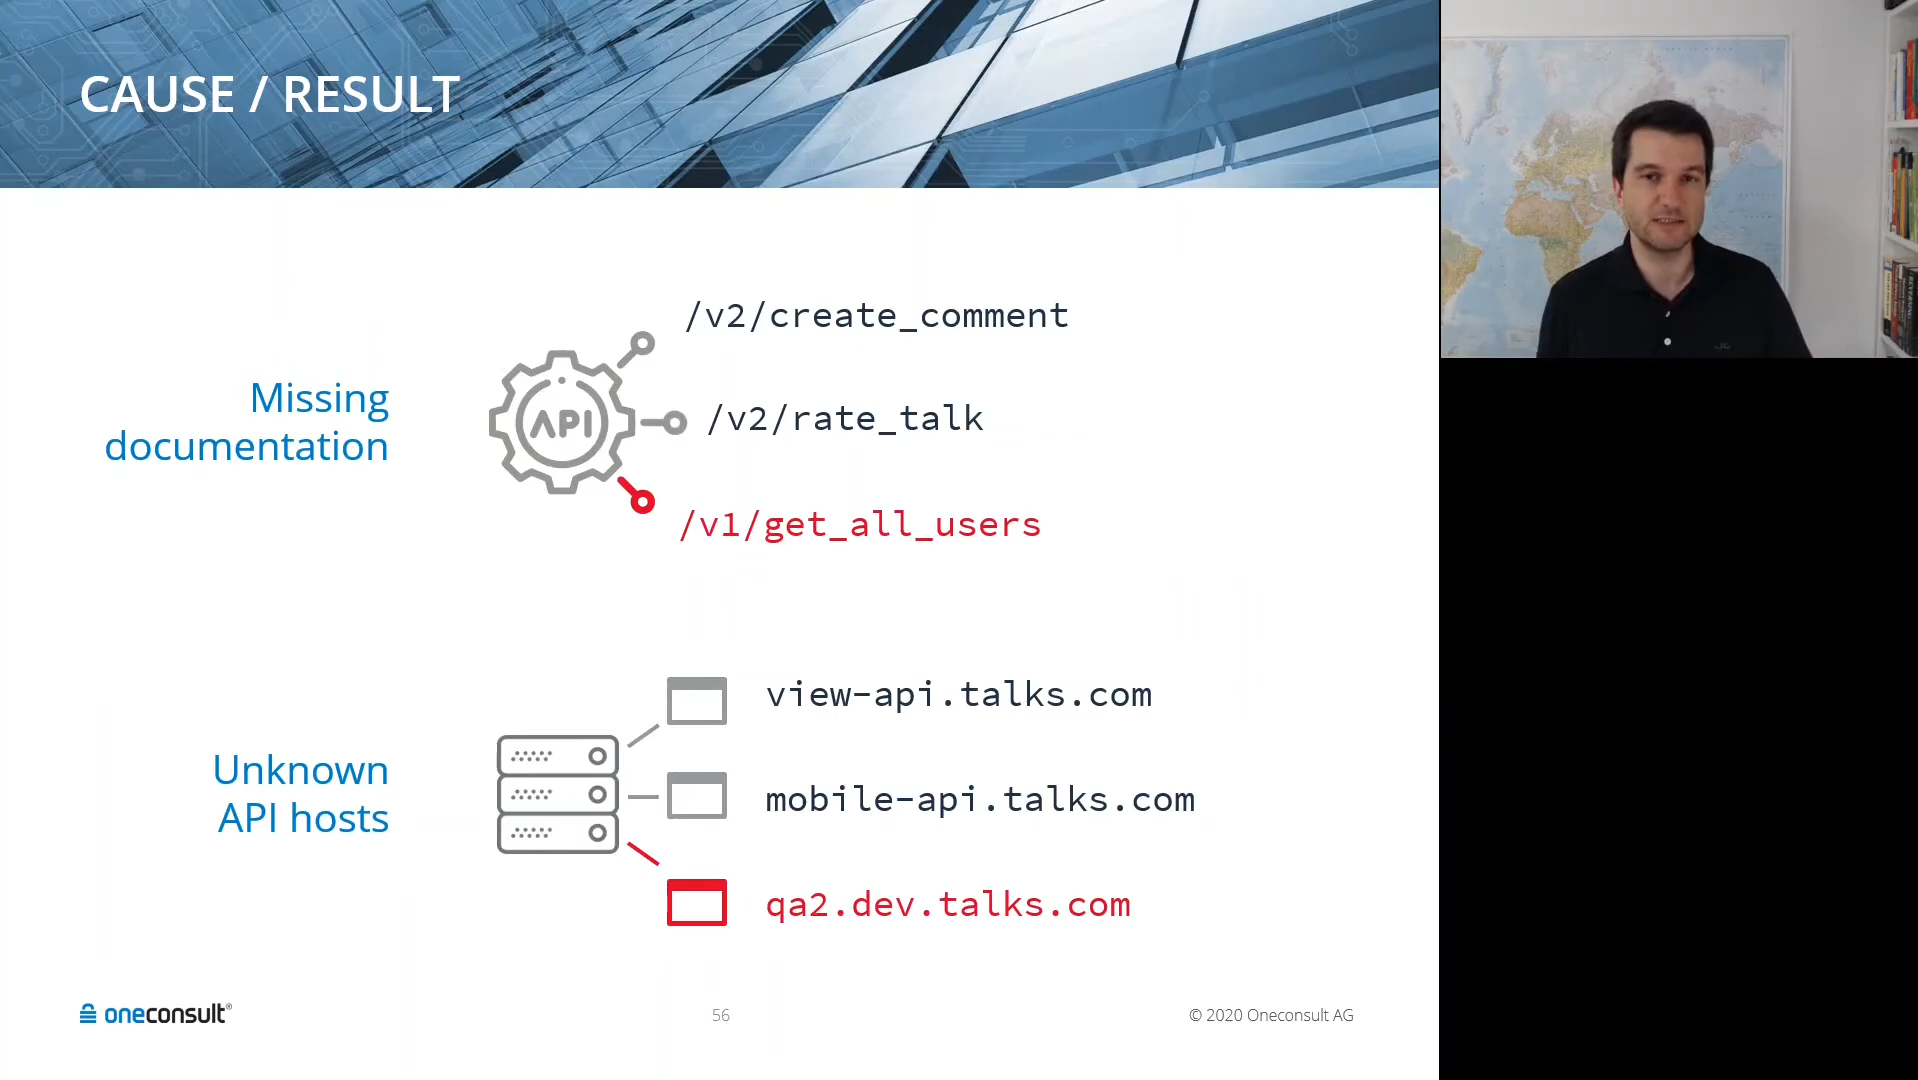 CAUSE / RESULT
Missing
documentation
API
/v2/create_comment
/v2/rate_talk
/v1/get_all_users
Unknown
API hosts
view-api.talks.com
mobile-api.talks.com
qa2.dev.talks.com
oneconsult®
56
© 2020 Oneconsult AG